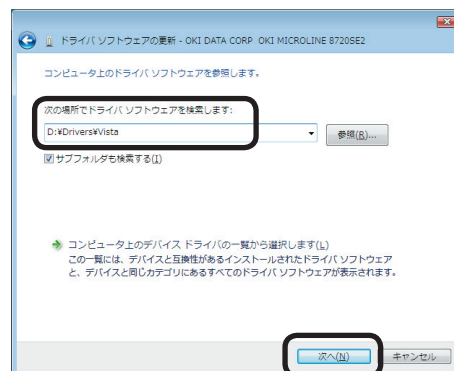 ドライバ ソフトウェアの更新 - OKI DATA CORP OKI MICROLINE 8720SE2
コンピュータ上のドライバ ソフトウェアを参照します。
次の場所でドライバ ソフトウェアを検索します:
D:¥Drivers¥Vista
参照(R)...
サブフォルダも検索する(I)
コンピュータ上のデバイス ドライバの一覧から選択します(L)
この一覧には、デバイスと互換性があるインストールされたドライバ ソフトウェア
と、デバイスと同じカテゴリにあるすべてのドライバ ソフトウェアが表示されます。
次へ(N)
キャンセル